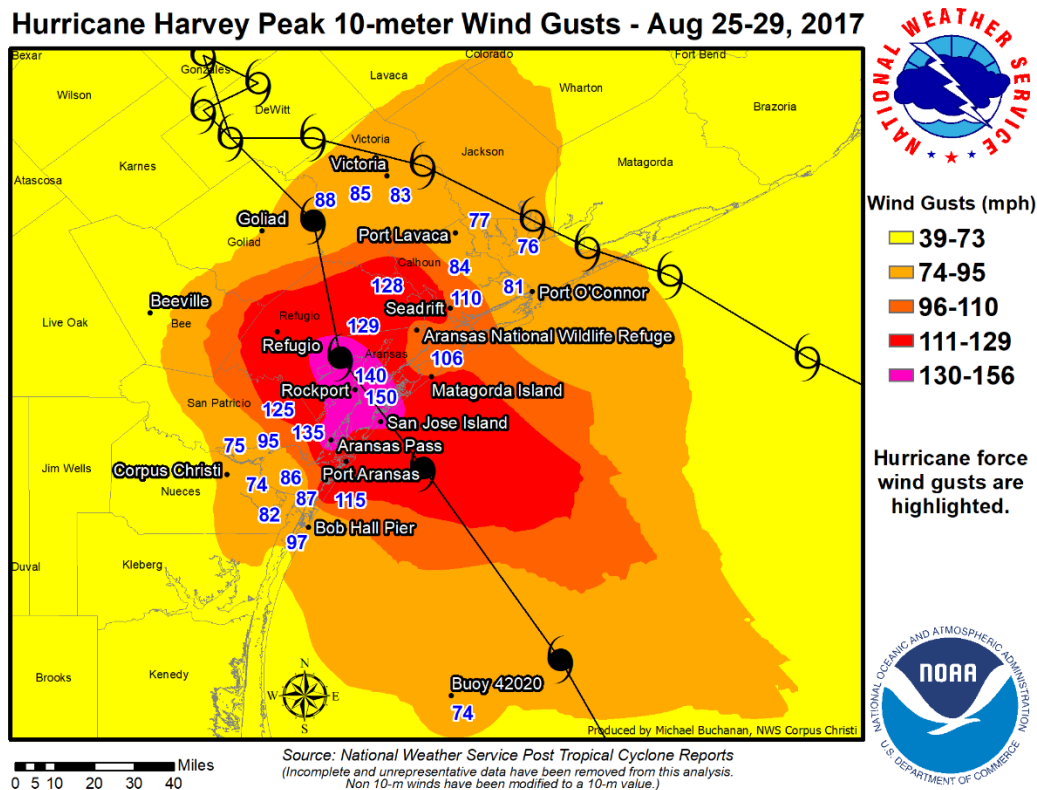 Hurricane Harvey Peak 10-meter Wind Gusts - Aug 25-29, 2017
Bexar
Gonzales
Lavaca
Colorado
Fort Bend
Wilson
DeWitt
Wharton
Brazoria
Karnes
Victoria
Jackson
Matagorda
Atascosa
Victoria
88
85
83
Goliad
Goliad
77
Port Lavaca
76
Calhoun
84
128
81
Port O'Connor
110
Seadrift
Beeville
Bee
Live Oak
Refugio
129
Aransas National Wildlife Refuge
Refugio
Aransas
106
140
Rockport
150
Matagorda Island
San Patricio
125
San Jose Island
135
95
75
Aransas Pass
Jim Wells
Corpus Christi
Port Aransas
Nueces
74
86
87
115
82
Bob Hall Pier
97
Duval
Kleberg
Brooks
Kenedy
N
W
E
S
Buoy 42020
74
Produced by Michael Buchanan, NWS Corpus Christi
Miles
0 5 10 20 30 40
Source: National Weather Service Post Tropical Cyclone Reports
(Incomplete and unrepresentative data have been removed from this analysis.
Non 10-m winds have been modified to a 10-m value.)
NATIONAL WEATHER SERVICE
Wind Gusts (mph)
39-73
74-95
96-110
111-129
130-156
Hurricane force
wind gusts are
highlighted.
NATIONAL OCEANIC AND ATMOSPHERIC ADMINISTRATION
NOAA
U.S. DEPARTMENT OF COMMERCE